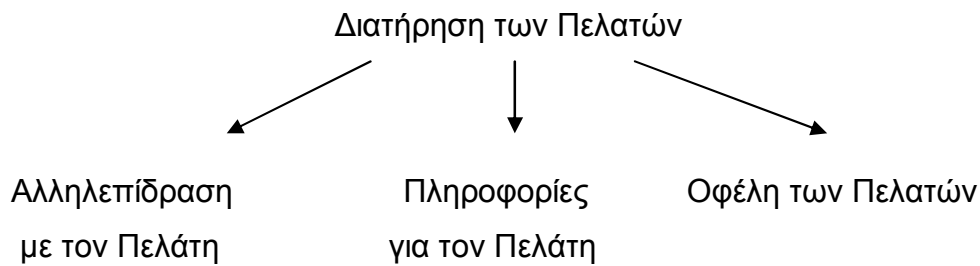 Διατήρηση των Πελατών
Αλληλεπίδραση
με τον Πελάτη
Πληροφορίες
για τον Πελάτη
Οφέλη των Πελατών